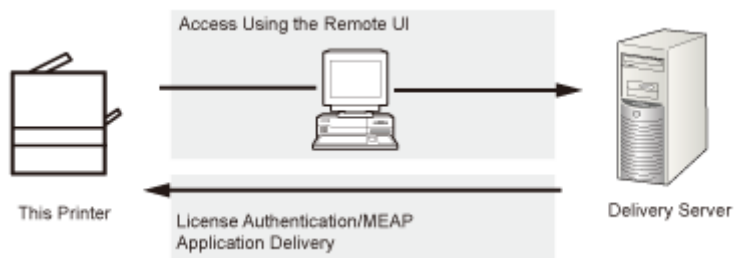 Access Using the Remote UI
This Printer
Delivery Server
License Authentication/MEAP
Application Delivery